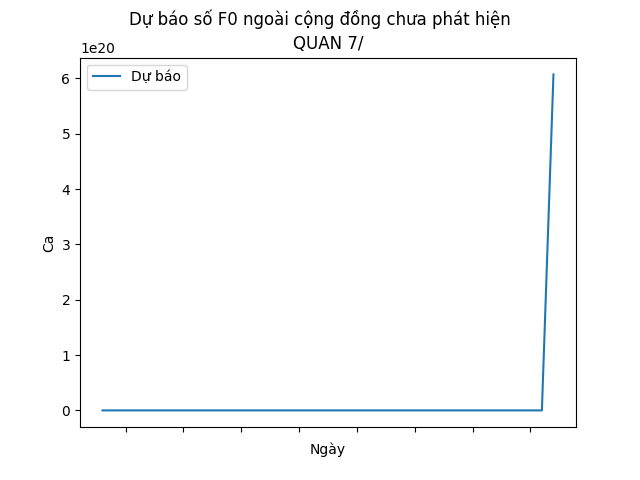 Dự báo số F0 ngoài cộng đồng chưa phát hiện
QUAN 7/
1e20
Dự báo
6
5
4
3
2
1
0
Ca
Ngày